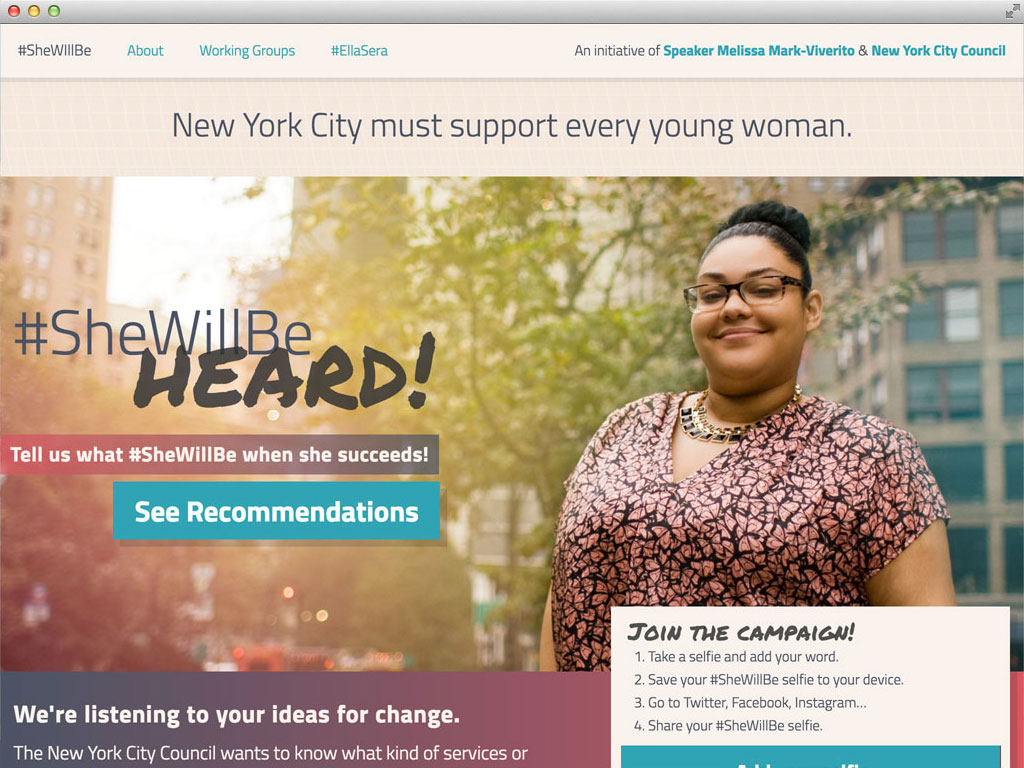 #SheWIllBe About Working Groups #EllaSera An initiative of Speaker Melissa Mark-Viverito & New York City Council
New York City must support every young woman.
#SheWillBe
HEARD!
Tell us what #SheWillBe when she succeeds!
See Recommendations
Join the campaign!
1. Take a selfie and add your word.
2. Save your #SheWillBe selfie to your device.
3. Go to Twitter, Facebook, Instagram...
4. Share your #SheWillBe selfie.
We're listening to your ideas for change.
The New York City Council wants to know what kind of services or